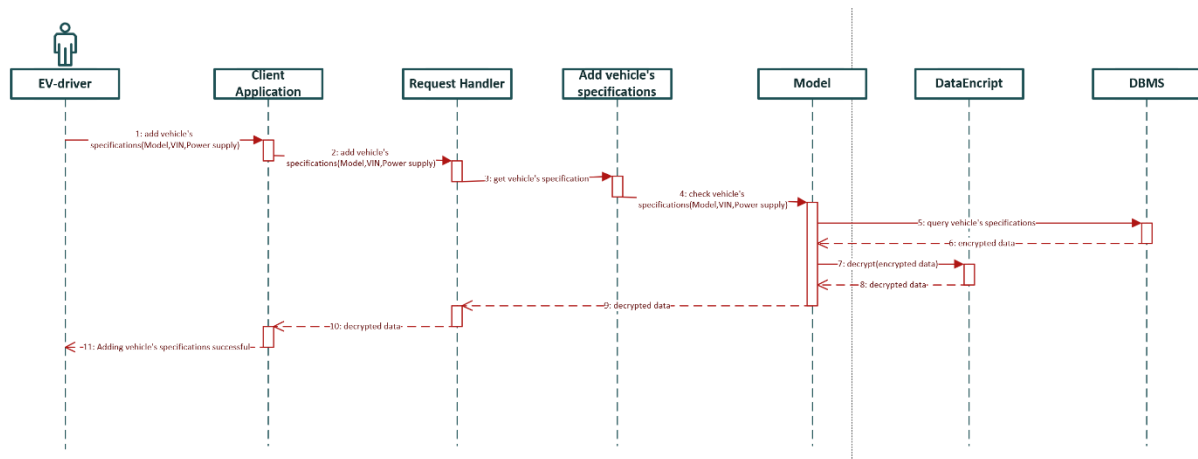 EV-driver
Client
Application
Request Handler
Add vehicle's
specifications
Model
DataEncript
DBMS
1: add vehicle's
specifications(Model,VIN,Power supply)
2: add vehicle's
specifications(Model,VIN,Power supply)
3: get vehicle's specification
4: check vehicle's
specifications(Model,VIN,Power supply)
5: query vehicle's specifications
6: encrypted data
7: decrypt(encrypted data)
8: decrypted data
9: decrypted data
10: decrypted data
11: Adding vehicle's specifications successful